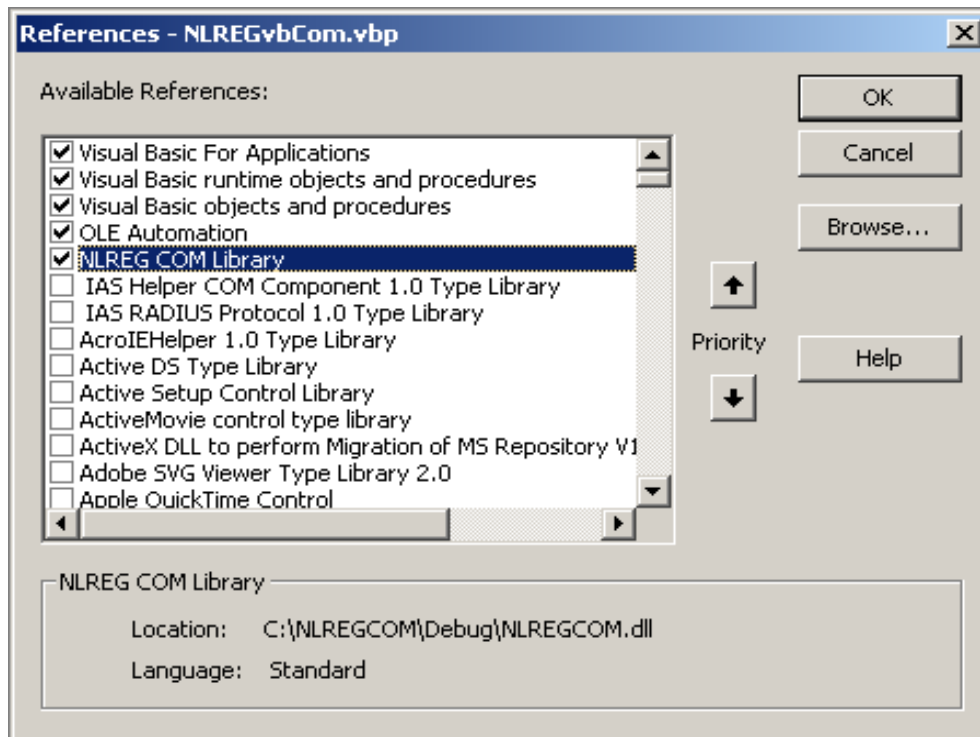 References - NLREGvbCom.vbp
Available References:
Visual Basic For Applications
Visual Basic runtime objects and procedures
Visual Basic objects and procedures
OLE Automation
NLREG COM Library
IAS Helper COM Component 1.0 Type Library
IAS RADIUS Protocol 1.0 Type Library
AcroIEHelper 1.0 Type Library
Active DS Type Library
Active Setup Control Library
ActiveMovie control type library
ActiveX DLL to perform Migration of MS Repository V1
Adobe SVG Viewer Type Library 2.0
Apple QuickTime Control
OK
Cancel
Browse...
Priority
Help
NLREG COM Library
Location: C:\NLREGCOM\Debug\NLREGCOM.dll
Language: Standard